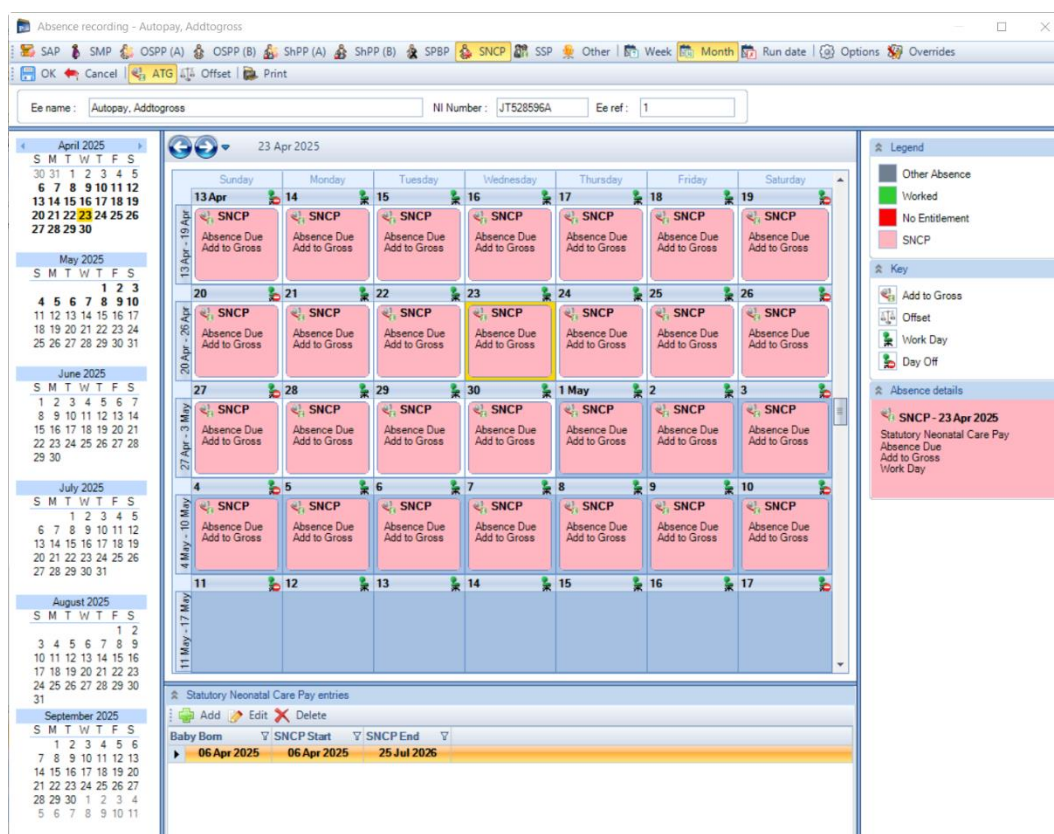 Absence recording - Autopay, Addtogross
SAP SMP OSPP (A) OSPP (B) ShPP (A) ShPP (B) SPBP SNCP SSP Other Week Month Run date Options Overrides
OK Cancel ATG Offset Print
Ee name : Autopay, Addtogross NI Number : JT528596A Ee ref : 1
April 2025
S M T W T F S
30 31 1 2 3 4 5
6 7 8 9 10 11 12
13 14 15 16 17 18 19
20 21 22 23 24 25 26
27 28 29 30
May 2025
S M T W T F S
1 2 3
4 5 6 7 8 9 10
11 12 13 14 15 16 17
18 19 20 21 22 23 24
25 26 27 28 29 30 31
June 2025
S M T W T F S
1 2 3 4 5 6 7
8 9 10 11 12 13 14
15 16 17 18 19 20 21
22 23 24 25 26 27 28
29 30
July 2025
S M T W T F S
1 2 3 4 5
6 7 8 9 10 11 12
13 14 15 16 17 18 19
20 21 22 23 24 25 26
27 28 29 30 31
August 2025
S M T W T F S
1 2
3 4 5 6 7 8 9
10 11 12 13 14 15 16
17 18 19 20 21 22 23
24 25 26 27 28 29 30
31
September 2025
S M T W T F S
1 2 3 4 5 6
7 8 9 10 11 12 13
14 15 16 17 18 19 20
21 22 23 24 25 26 27
28 29 30 1 2 3 4
5 6 7 8 9 10 11
23 Apr 2025
Sunday Monday Tuesday Wednesday Thursday Friday Saturday
13 Apr - 19 Apr
13 Apr 14 15 16 17 18 19
SNCP SNCP SNCP SNCP SNCP SNCP SNCP
Absence Due Absence Due Absence Due Absence Due Absence Due Absence Due Absence Due
Add to Gross Add to Gross Add to Gross Add to Gross Add to Gross Add to Gross Add to Gross
20 Apr - 26 Apr
20 21 22 23 24 25 26
SNCP SNCP SNCP SNCP SNCP SNCP SNCP
Absence Due Absence Due Absence Due Absence Due Absence Due Absence Due Absence Due
Add to Gross Add to Gross Add to Gross Add to Gross Add to Gross Add to Gross Add to Gross
27 Apr - 3 May
27 28 29 30 1 May 2 3
SNCP SNCP SNCP SNCP SNCP SNCP SNCP
Absence Due Absence Due Absence Due Absence Due Absence Due Absence Due Absence Due
Add to Gross Add to Gross Add to Gross Add to Gross Add to Gross Add to Gross Add to Gross
4 May - 10 May
4 5 6 7 8 9 10
SNCP SNCP SNCP SNCP SNCP SNCP SNCP
Absence Due Absence Due Absence Due Absence Due Absence Due Absence Due Absence Due
Add to Gross Add to Gross Add to Gross Add to Gross Add to Gross Add to Gross Add to Gross
11 May - 17 May
11 12 13 14 15 16 17
Statutory Neonatal Care Pay entries
Add Edit Delete
Baby Born SNCP Start SNCP End
06 Apr 2025 06 Apr 2025 25 Jul 2026
Legend
Other Absence
Worked
No Entitlement
SNCP
Key
Add to Gross
Offset
Work Day
Day Off
Absence details
SNCP - 23 Apr 2025
Statutory Neonatal Care Pay
Absence Due
Add to Gross
Work Day